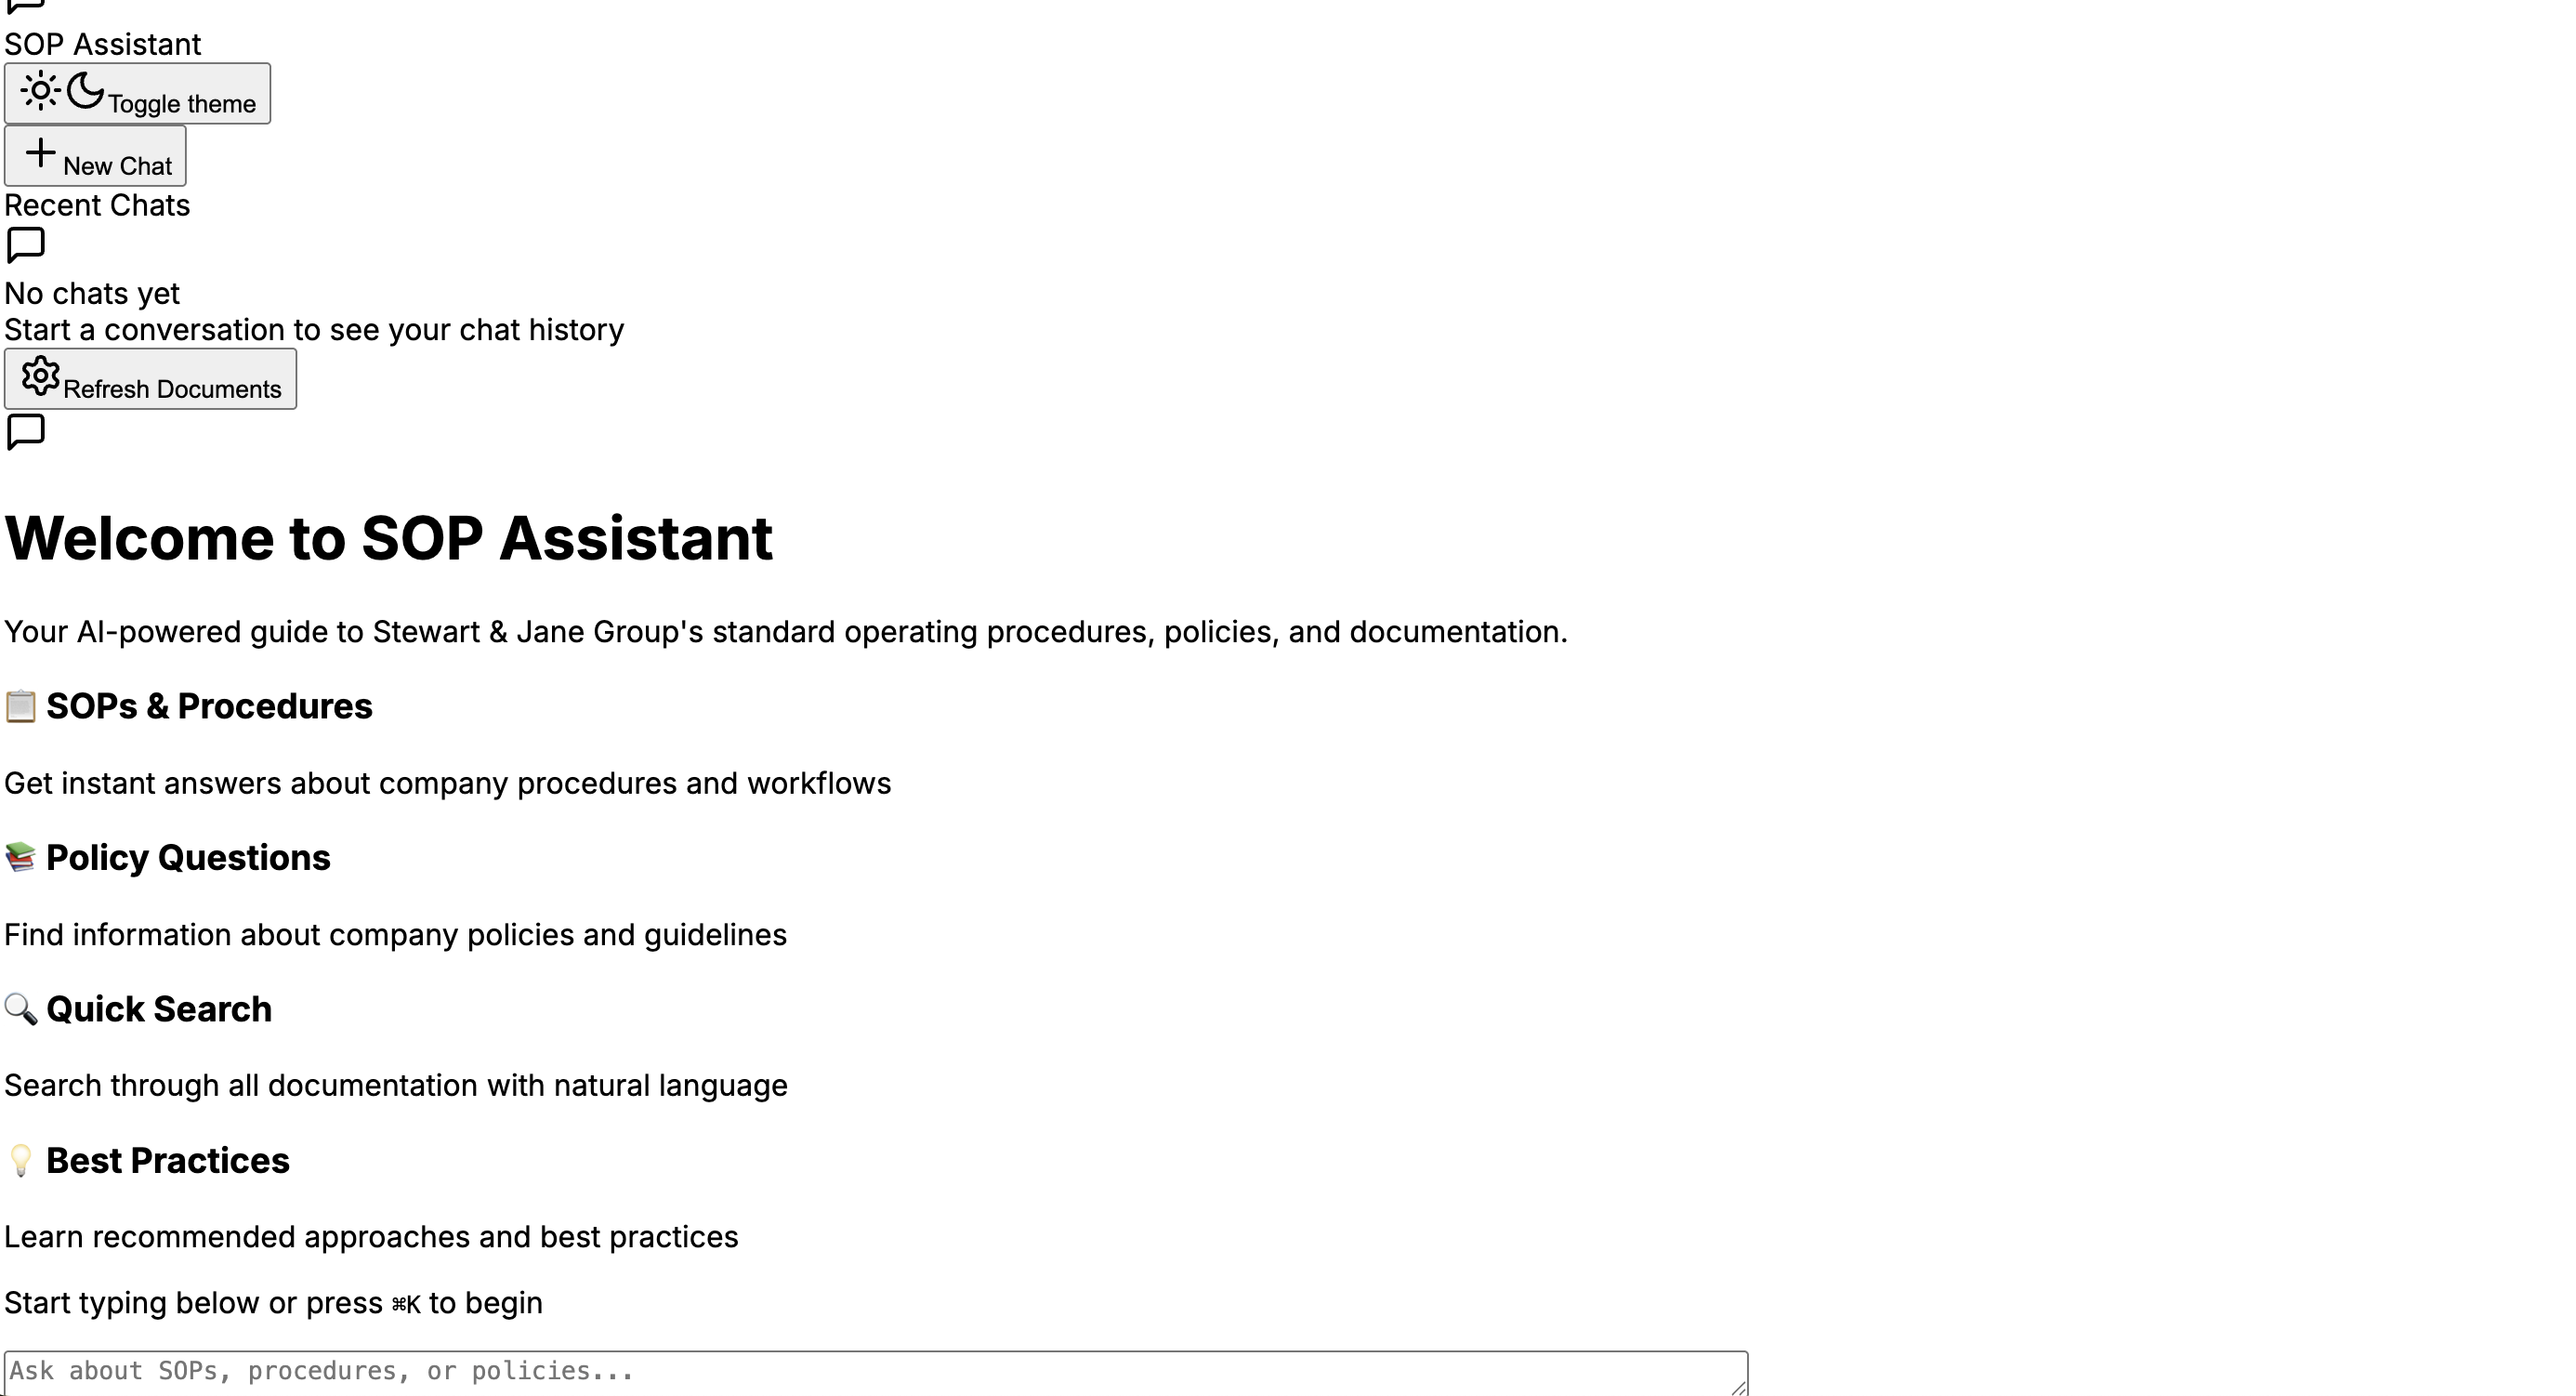 SOP Assistant
Toggle theme
New Chat
Recent Chats
No chats yet
Start a conversation to see your chat history
Refresh Documents
Welcome to SOP Assistant
Your AI-powered guide to Stewart & Jane Group's standard operating procedures, policies, and documentation.
📋 SOPs & Procedures
Get instant answers about company procedures and workflows
📚 Policy Questions
Find information about company policies and guidelines
🔍 Quick Search
Search through all documentation with natural language
💡 Best Practices
Learn recommended approaches and best practices
Start typing below or press ⌘K to begin
Ask about SOPs, procedures, or policies...